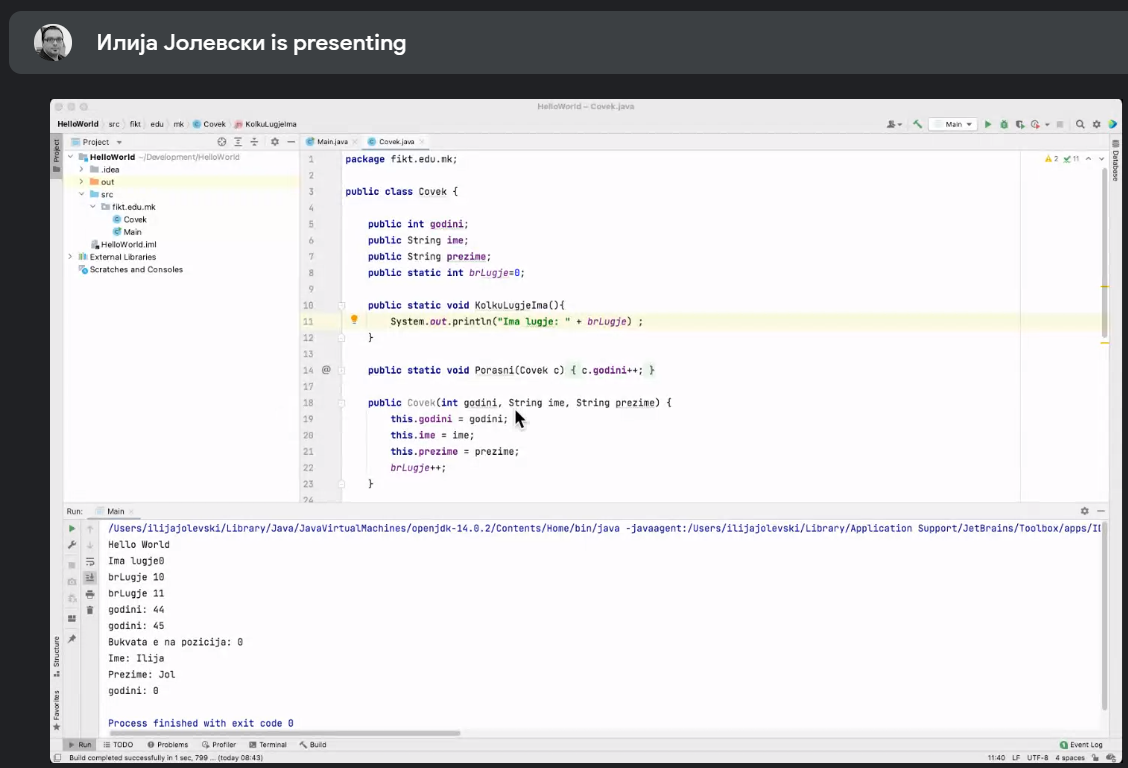 Илија Јолевски is presenting
HelloWorld – Covek.java
HelloWorld src fikt edu mk Covek KolkuLugjeIma
Main
Project
Main.java
Covek.java
Project
HelloWorld ~/Development/HelloWorld
.idea
out
src
fikt.edu.mk
Covek
Main
HelloWorld.iml
External Libraries
Scratches and Consoles
2 11
Database
1 package fikt.edu.mk;
2
3 public class Covek {
4
5 public int godini;
6 public String ime;
7 public String prezime;
8 public static int brLugje=0;
9
10 public static void KolkuLugjeIma(){
11 System.out.println("Ima lugje: " + brLugje) ;
12 }
13
14 @ public static void Porasni(Covek c) { c.godini++; }
17
18 public Covek(int godini, String ime, String prezime) {
19 this.godini = godini;
20 this.ime = ime;
21 this.prezime = prezime;
22 brLugje++;
23 }
24
Run: Main
/Users/ilijajolevski/Library/Java/JavaVirtualMachines/openjdk-14.0.2/Contents/Home/bin/java -javaagent:/Users/ilijajolevski/Library/Application Support/JetBrains/Toolbox/apps/
Hello World
Ima lugje0
brLugje 10
brLugje 11
godini: 44
godini: 45
Bukvata e na pozicija: 0
Ime: Ilija
Prezime: Jol
godini: 0
Process finished with exit code 0
Structure
Favorites
Run TODO Problems Profiler Terminal Build Event Log
Build completed successfully in 1 sec, 799 ... (today 08:43) 11:40 LF UTF-8 4 spaces